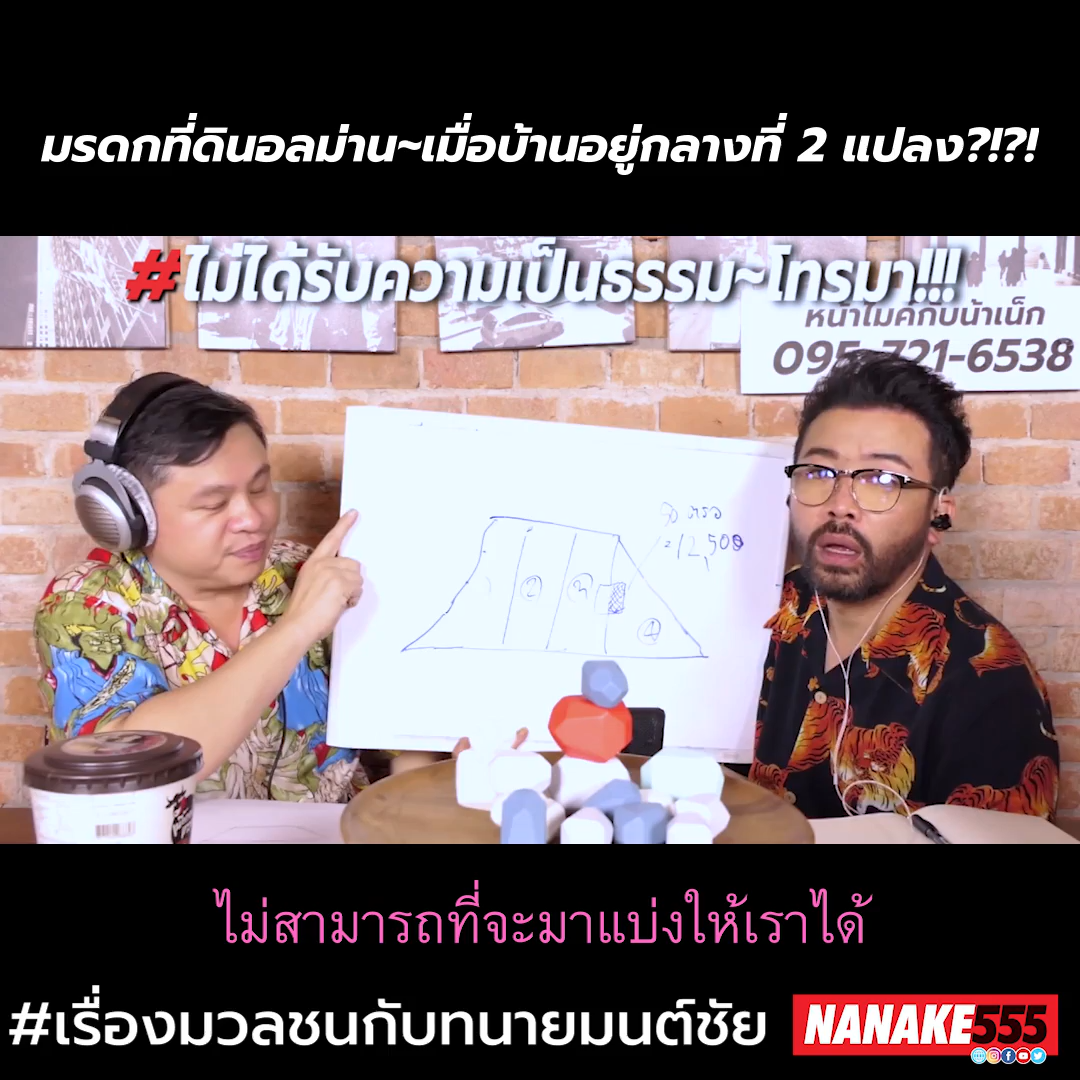 มรดกที่ดินอลม่าน~เมื่อบ้านอยู่กลางที่ 2 แปลง?!?!
#ไม่ได้รับความเป็นธรรม~โทรมา!!!
หน้าไมค์กับน้าเน็ก
095-721-6538
2,500
2
3
4
ไม่สามารถที่จะมาแบ่งให้เราได้
#เรื่องมวลชนกับทนายมนต์ชัย
NANAKE555